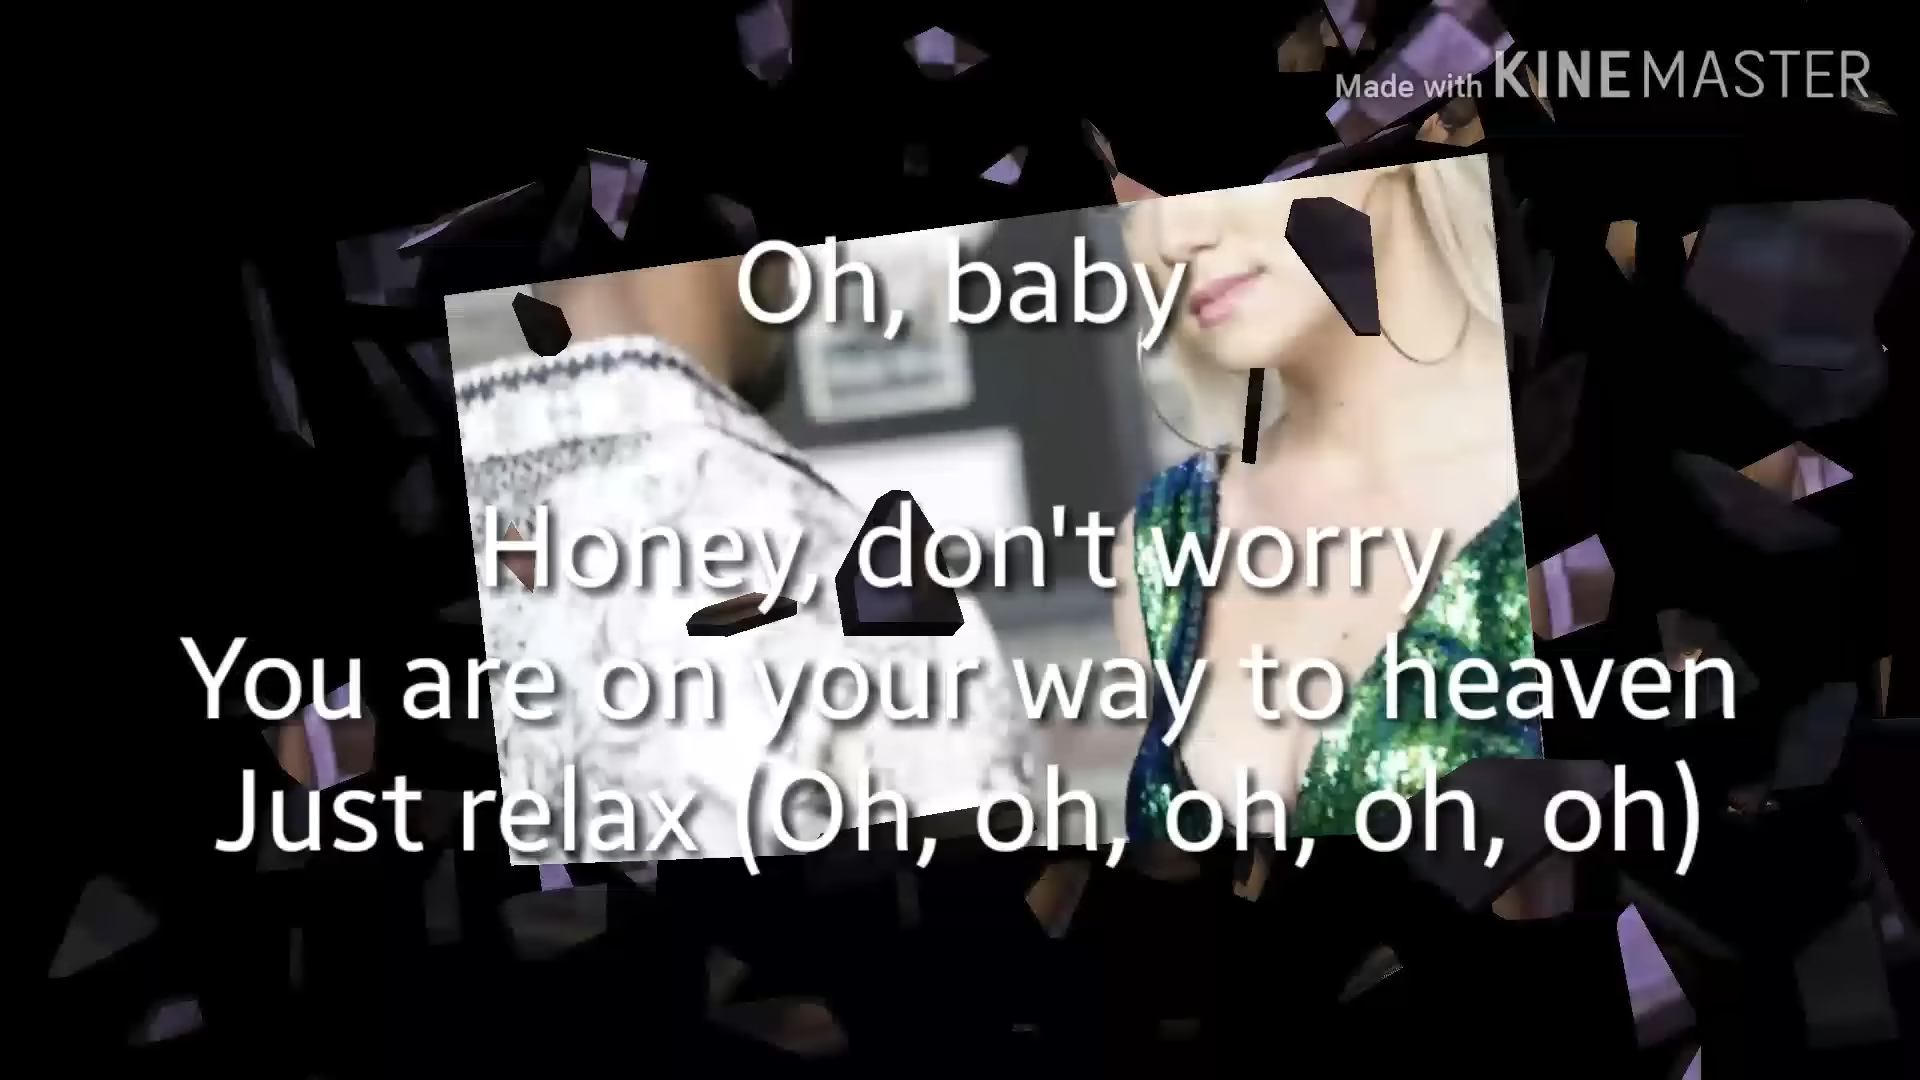 Made with KINEMASTER
Oh, baby
Honey, don't worry
You are on your way to heaven
Just relax (Oh, oh, oh, oh, oh)